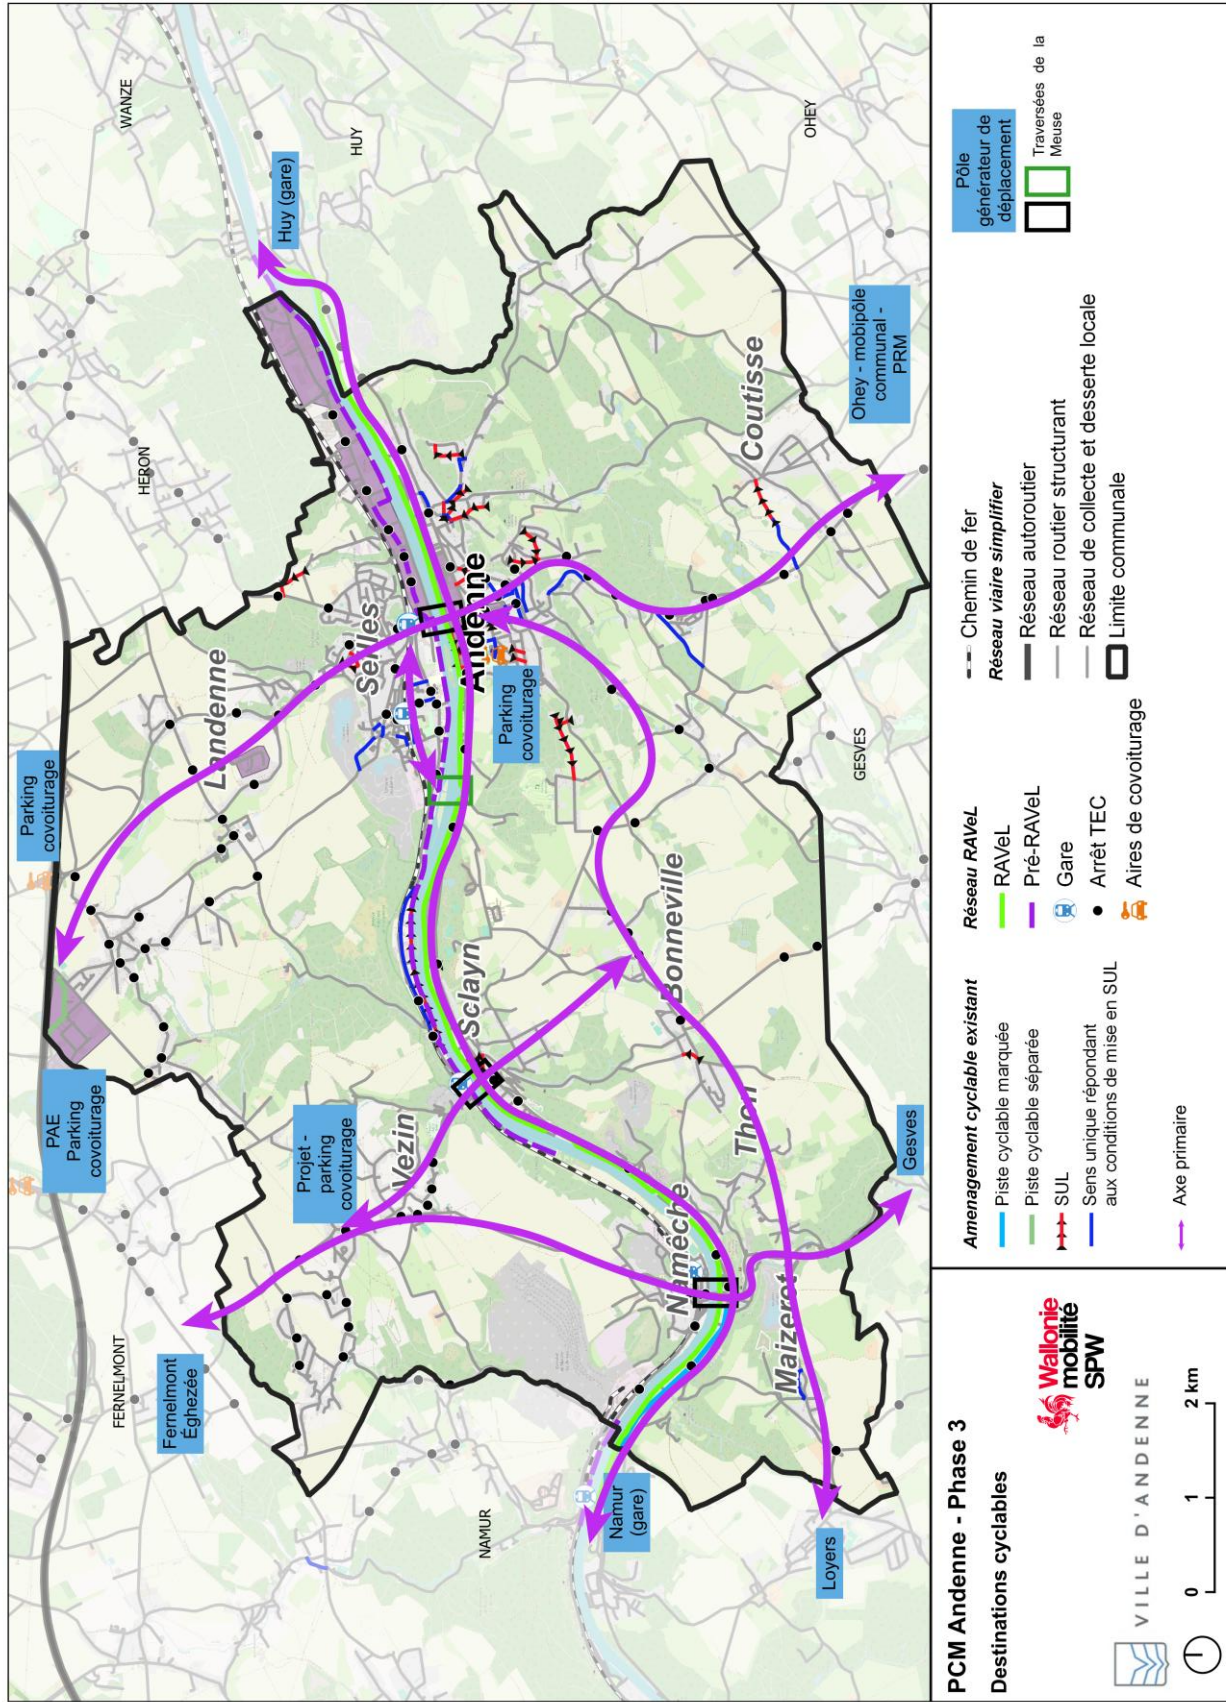 WANZE
HUY
OHEY
HERON
Huy (gare)
Ohey - mobipôle
communal -
PRM
Coutisse
Parking
covoiturage
Landenne
Seilles
Andenne
Parking
covoiturage
GESVES
PAE
Parking
covoiturage
Sclayn
Bonneville
Projet -
parking
covoiturage
Vezin
Thon
Gesves
Namêche
Maizeret
FERNELMONT
Fernelmont
Éghezée
NAMUR
Namur
(gare)
Loyers
PCM Andenne - Phase 3
Destinations cyclables
Wallonie
mobilité
SPW
VILLE D'ANDENNE
0 1 2 km
Amenagement cyclable existant
Piste cyclable marquée
Piste cyclable séparée
SUL
Sens unique répondant
aux conditions de mise en SUL
Axe primaire
Réseau RAVeL
RAVeL
Pré-RAVeL
Gare
Arrêt TEC
Aires de covoiturage
Chemin de fer
Réseau viaire simplifier
Réseau autoroutier
Réseau routier structurant
Réseau de collecte et desserte locale
Limite communale
Pôle
générateur de
déplacement
Traversées de la
Meuse